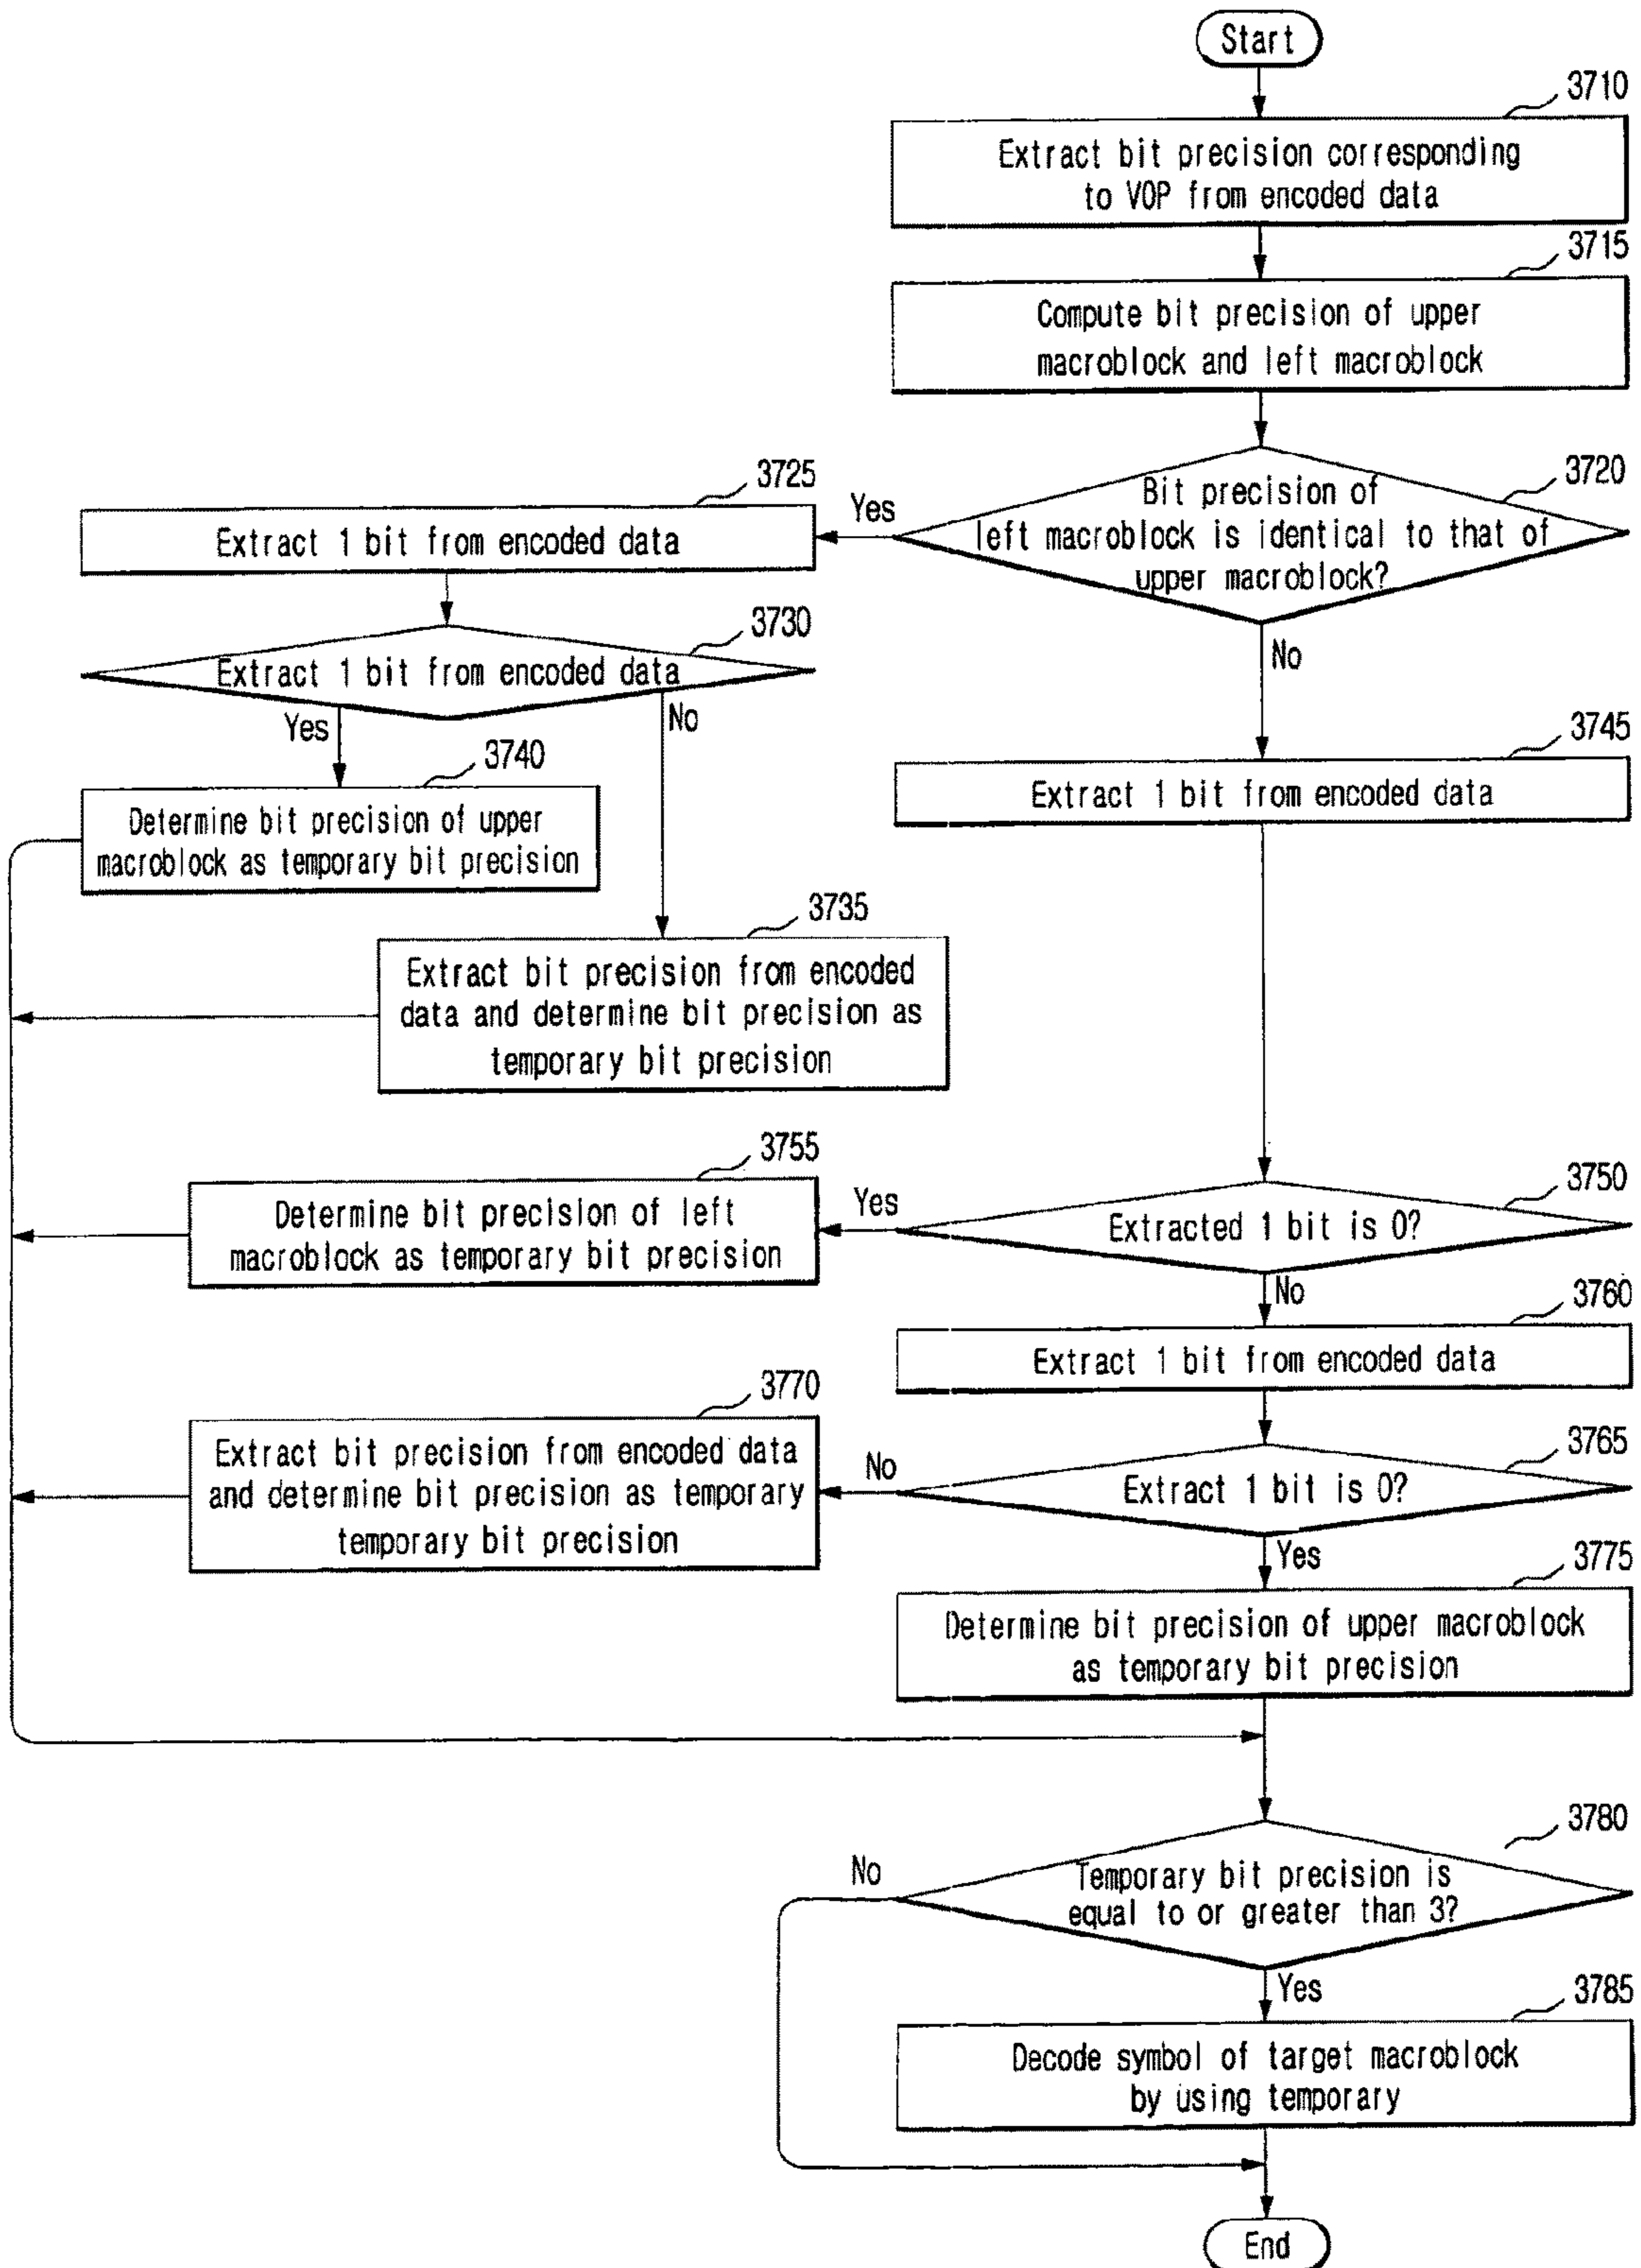 Start
3710
Extract bit precision corresponding
to VOP from encoded data
3715
Compute bit precision of upper
macroblock and left macroblock
3720
Bit precision of
left macroblock is identical to that of
upper macroblock?
Yes
No
3725
Extract 1 bit from encoded data
3730
Extract 1 bit from encoded data
Yes
No
3740
Determine bit precision of upper
macroblock as temporary bit precision
3735
Extract bit precision from encoded
data and determine bit precision as
temporary bit precision
3745
Extract 1 bit from encoded data
3750
Extracted 1 bit is 0?
Yes
No
3755
Determine bit precision of left
macroblock as temporary bit precision
3760
Extract 1 bit from encoded data
3765
Extract 1 bit is 0?
No
Yes
3770
Extract bit precision from encoded data
and determine bit precision as temporary
temporary bit precision
3775
Determine bit precision of upper macroblock
as temporary bit precision
3780
Temporary bit precision is
equal to or greater than 3?
No
Yes
3785
Decode symbol of target macroblock
by using temporary
End